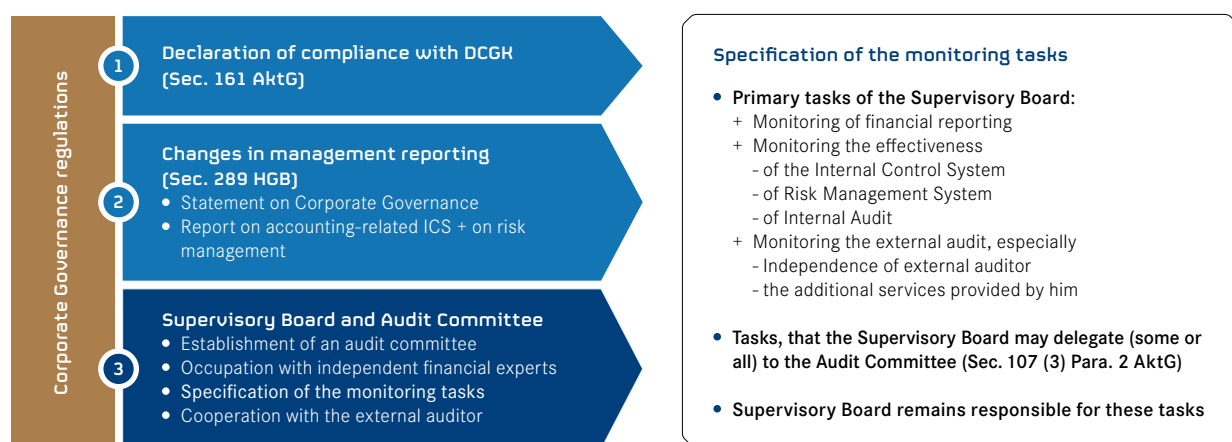 Corporate Governance regulations
1
Declaration of compliance with DCGK
(Sec. 161 AktG)
2
Changes in management reporting
(Sec. 289 HGB)
• Statement on Corporate Governance
• Report on accounting-related ICS + on risk
management
3
Supervisory Board and Audit Committee
• Establishment of an audit committee
• Occupation with independent financial experts
• Specification of the monitoring tasks
• Cooperation with the external auditor
Specification of the monitoring tasks
• Primary tasks of the Supervisory Board:
+ Monitoring of financial reporting
+ Monitoring the effectiveness
- of the Internal Control System
- of Risk Management System
- of Internal Audit
+ Monitoring the external audit, especially
- Independence of external auditor
- the additional services provided by him
• Tasks, that the Supervisory Board may delegate (some or
all) to the Audit Committee (Sec. 107 (3) Para. 2 AktG)
• Supervisory Board remains responsible for these tasks